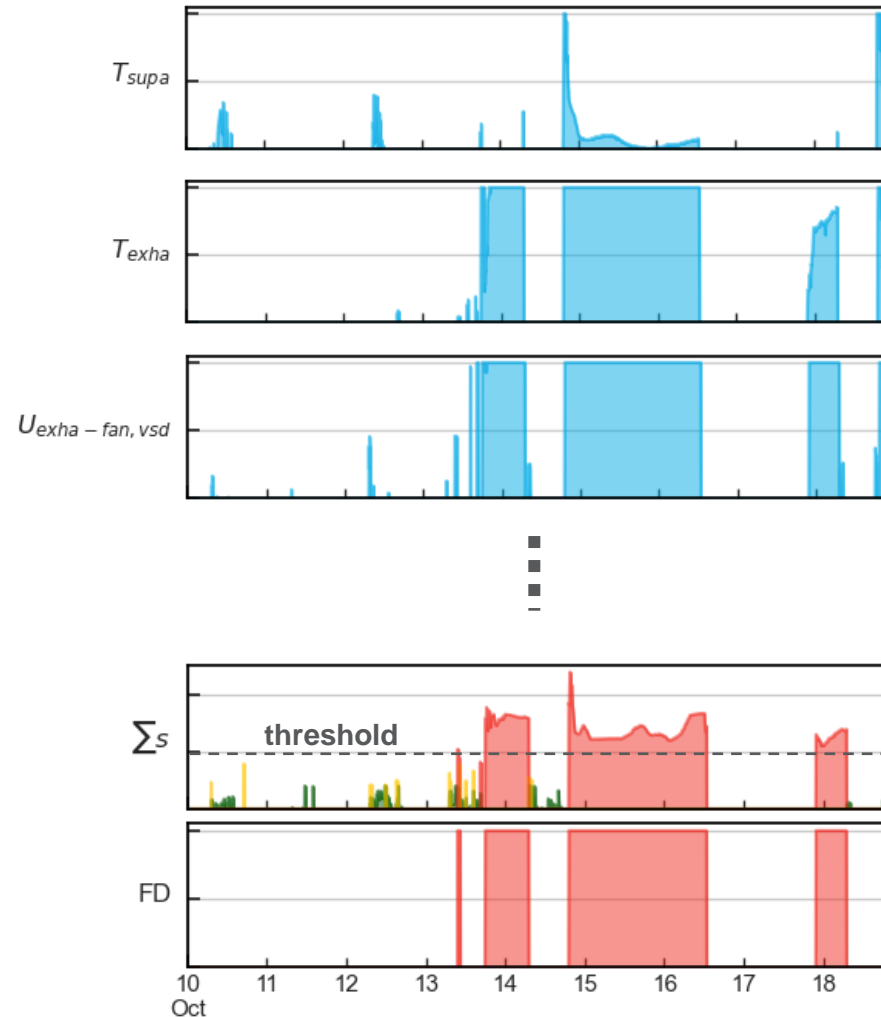 T_supa
T_exha
U_exha – fan, vsd
∑s
threshold
FD
10 11 12 13 14 15 16 17 18
Oct